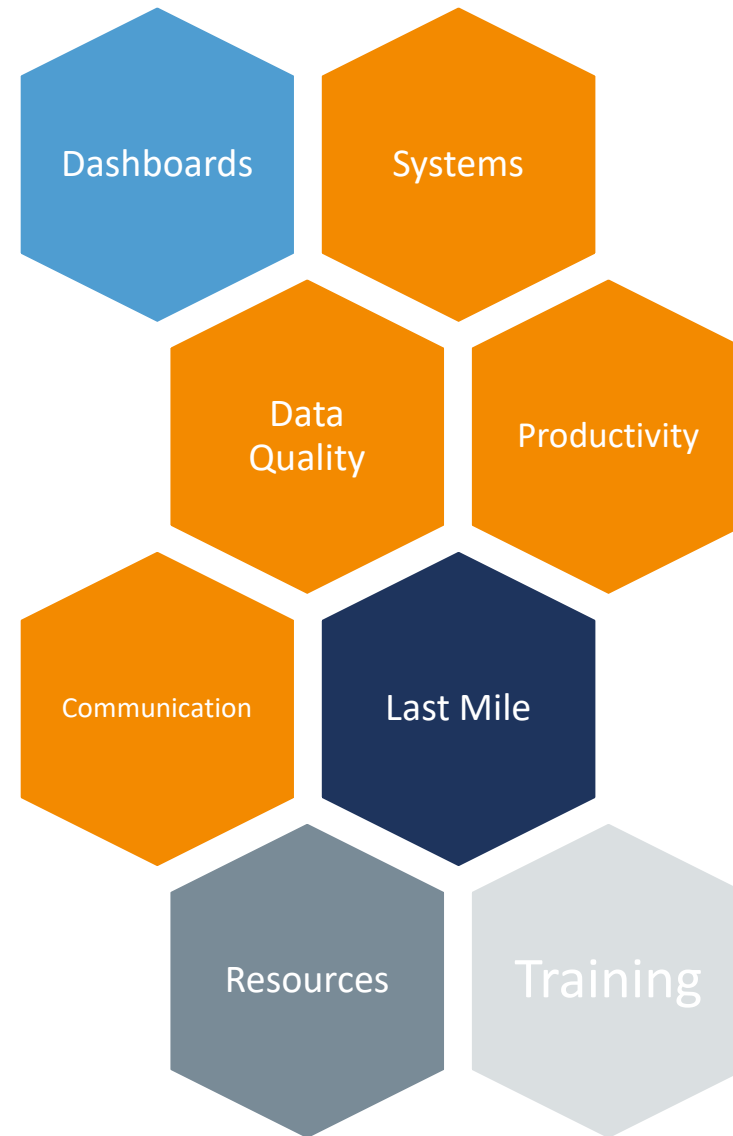 Dashboards
Systems
Data
Quality
Productivity
Communication
Last Mile
Resources
Training